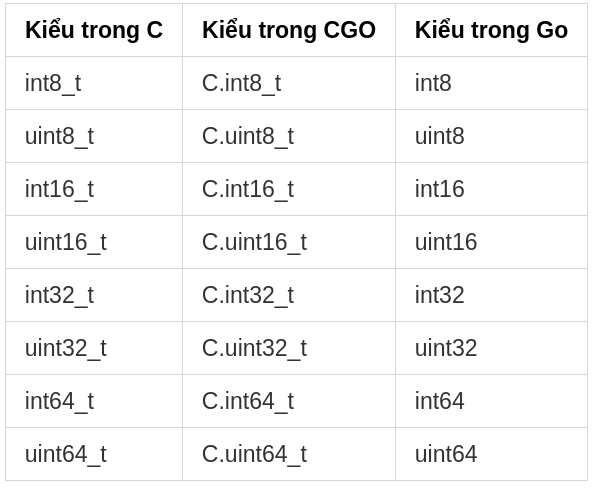 Kiểu trong C Kiểu trong CGO Kiểu trong Go
int8_t C.int8_t int8
uint8_t C.uint8_t uint8
int16_t C.int16_t int16
uint16_t C.uint16_t uint16
int32_t C.int32_t int32
uint32_t C.uint32_t uint32
int64_t C.int64_t int64
uint64_t C.uint64_t uint64